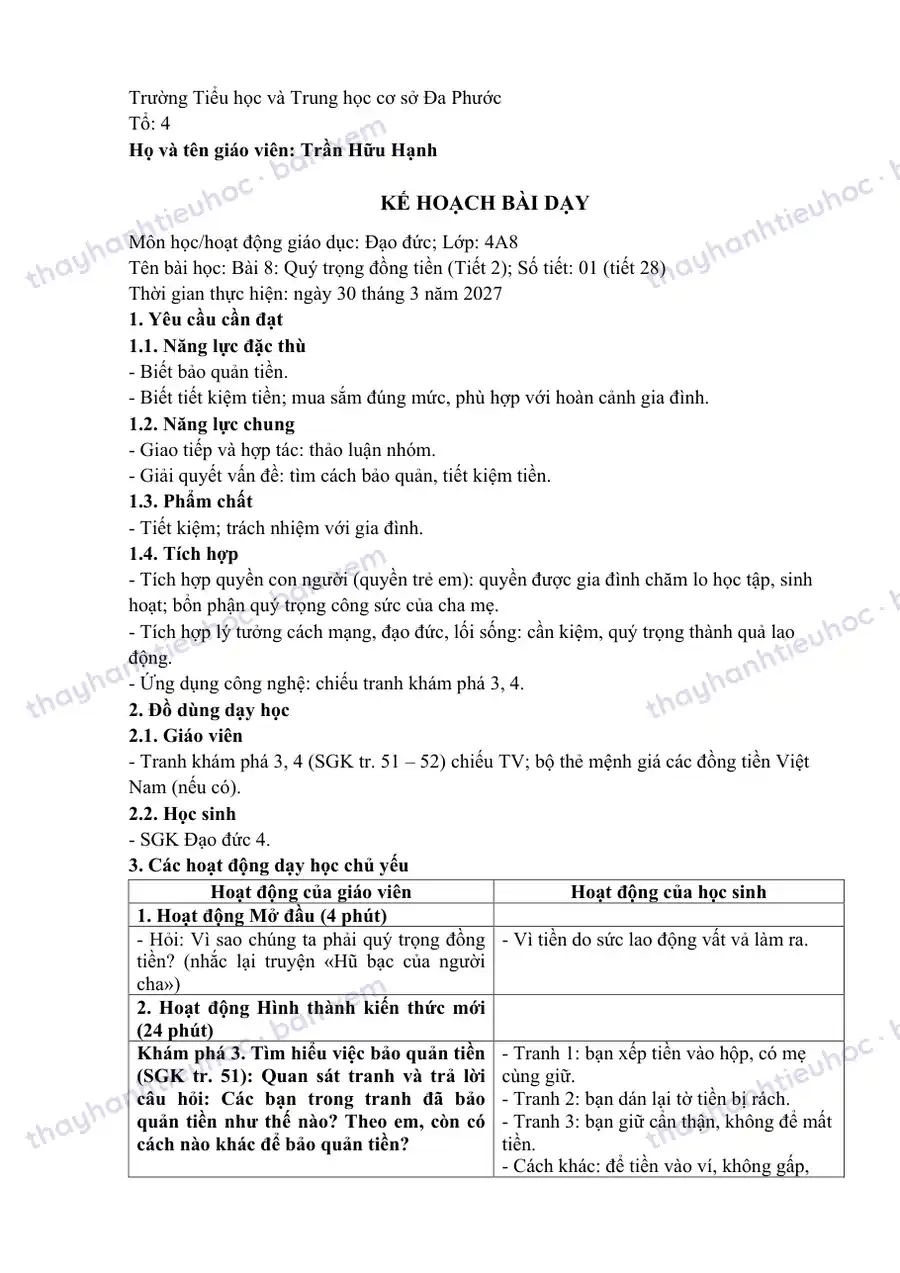 Trường Tiểu học và Trung học cơ sở Đa Phước
Tổ: 4
Họ và tên giáo viên: Trần Hữu Hạnh
KẾ HOẠCH BÀI DẠY
Môn học/hoạt động giáo dục: Đạo đức; Lớp: 4A8
Tên bài học: Bài 8: Quý trọng đồng tiền (Tiết 2); Số tiết: 01 (tiết 28)
Thời gian thực hiện: ngày 30 tháng 3 năm 2027
1. Yêu cầu cần đạt
1.1. Năng lực đặc thù
- Biết bảo quản tiền.
- Biết tiết kiệm tiền; mua sắm đúng mức, phù hợp với hoàn cảnh gia đình.
1.2. Năng lực chung
- Giao tiếp và hợp tác: thảo luận nhóm.
- Giải quyết vấn đề: tìm cách bảo quản, tiết kiệm tiền.
1.3. Phẩm chất
- Tiết kiệm; trách nhiệm với gia đình.
1.4. Tích hợp
- Tích hợp quyền con người (quyền trẻ em): quyền được gia đình chăm lo học tập, sinh
hoạt; bổn phận quý trọng công sức của cha mẹ.
- Tích hợp lý tưởng cách mạng, đạo đức, lối sống: cần kiệm, quý trọng thành quả lao
động.
- Ứng dụng công nghệ: chiếu tranh khám phá 3, 4.
2. Đồ dùng dạy học
2.1. Giáo viên
- Tranh khám phá 3, 4 (SGK tr. 51 – 52) chiếu TV; bộ thẻ mệnh giá các đồng tiền Việt
Nam (nếu có).
2.2. Học sinh
- SGK Đạo đức 4.
3. Các hoạt động dạy học chủ yếu
Hoạt động của giáo viên
Hoạt động của học sinh
1. Hoạt động Mở đầu (4 phút)
- Hỏi: Vì sao chúng ta phải quý trọng đồng
tiền? (nhắc lại truyện «Hũ bạc của người
cha»)
- Vì tiền do sức lao động vất vả làm ra.
2. Hoạt động Hình thành kiến thức mới
(24 phút)
Khám phá 3. Tìm hiểu việc bảo quản tiền
(SGK tr. 51): Quan sát tranh và trả lời
câu hỏi: Các bạn trong tranh đã bảo
quản tiền như thế nào? Theo em, còn có
cách nào khác để bảo quản tiền?
- Tranh 1: bạn xếp tiền vào hộp, có mẹ
cùng giữ.
- Tranh 2: bạn dán lại tờ tiền bị rách.
- Tranh 3: bạn giữ cẩn thận, không để mất
tiền.
- Cách khác: để tiền vào ví, không gấp,
thayhanhtieuhoc · bản xem
thayhanhtieuhoc · b
thayhanhtieuhoc · bản xem
thayhanhtieuhoc · b
thayhanhtieuhoc · bản xem
thayhanhtieuhoc · b